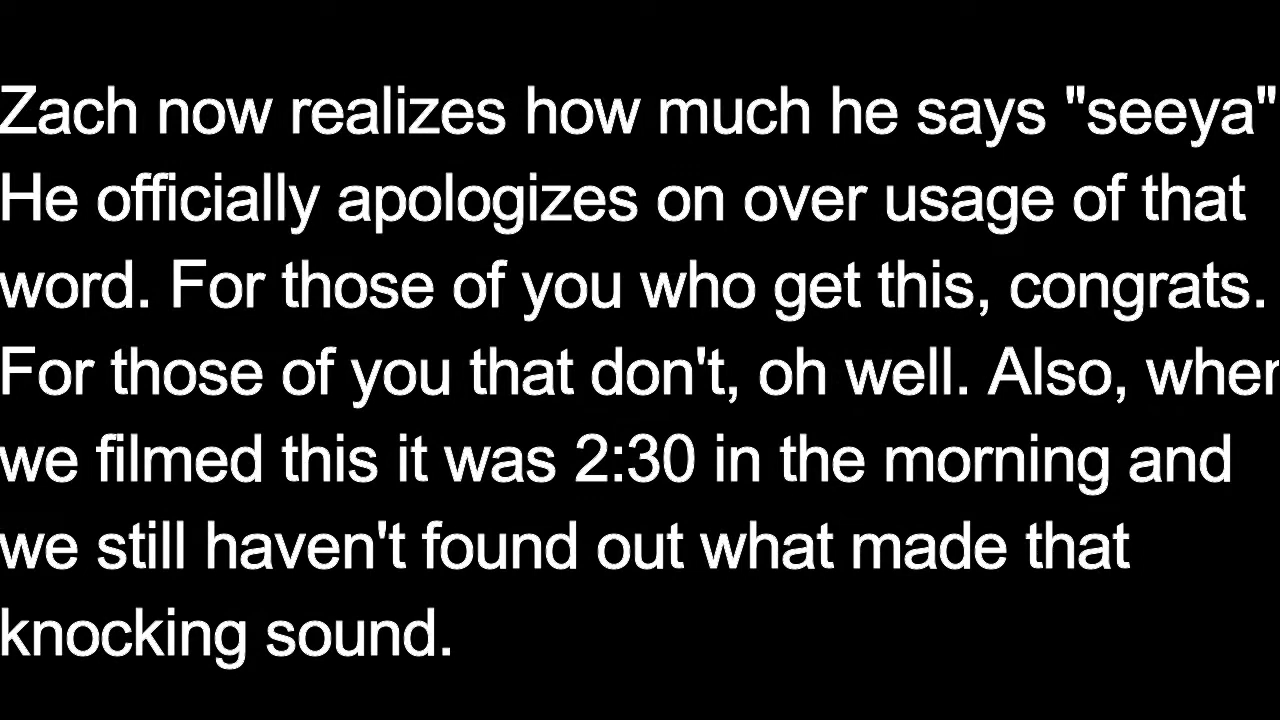 Zach now realizes how much he says "seeya"
He officially apologizes on over usage of that
word. For those of you who get this, congrats.
For those of you that don't, oh well. Also, when
we filmed this it was 2:30 in the morning and
we still haven't found out what made that
knocking sound.